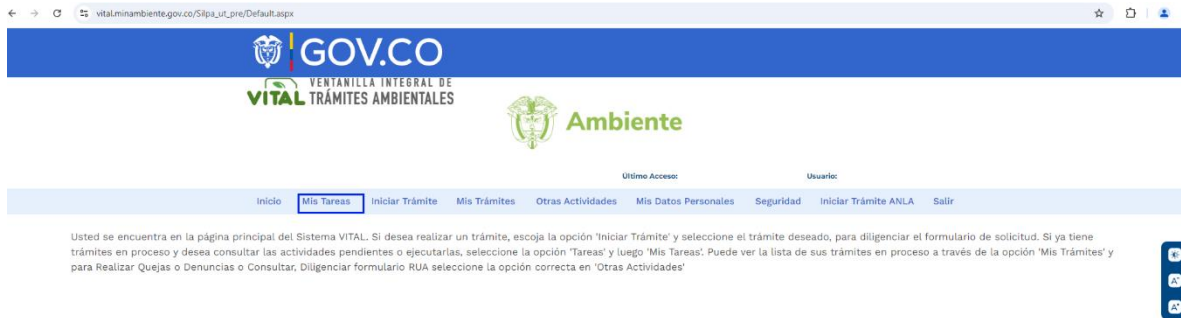 vital.minambiente.gov.co/Silpa_ut_pre/Default.aspx
GOV.CO
VITAL
VENTANILLA INTEGRAL DE
TRÁMITES AMBIENTALES
Ambiente
Último Acceso: Usuario:
Inicio Mis Tareas Iniciar Trámite Mis Trámites Otras Actividades Mis Datos Personales Seguridad Iniciar Trámite ANLA Salir
Usted se encuentra en la página principal del Sistema VITAL. Si desea realizar un trámite, escoja la opción 'Iniciar Trámite' y seleccione el trámite deseado, para diligenciar el formulario de solicitud. Si ya tiene
trámites en proceso y desea consultar las actividades pendientes o ejecutarlas, seleccione la opción 'Tareas' y luego 'Mis Tareas'. Puede ver la lista de sus trámites en proceso a través de la opción 'Mis Trámites' y
para Realizar Quejas o Denuncias o Consultar, Diligenciar formulario RUA seleccione la opción correcta en 'Otras Actividades'